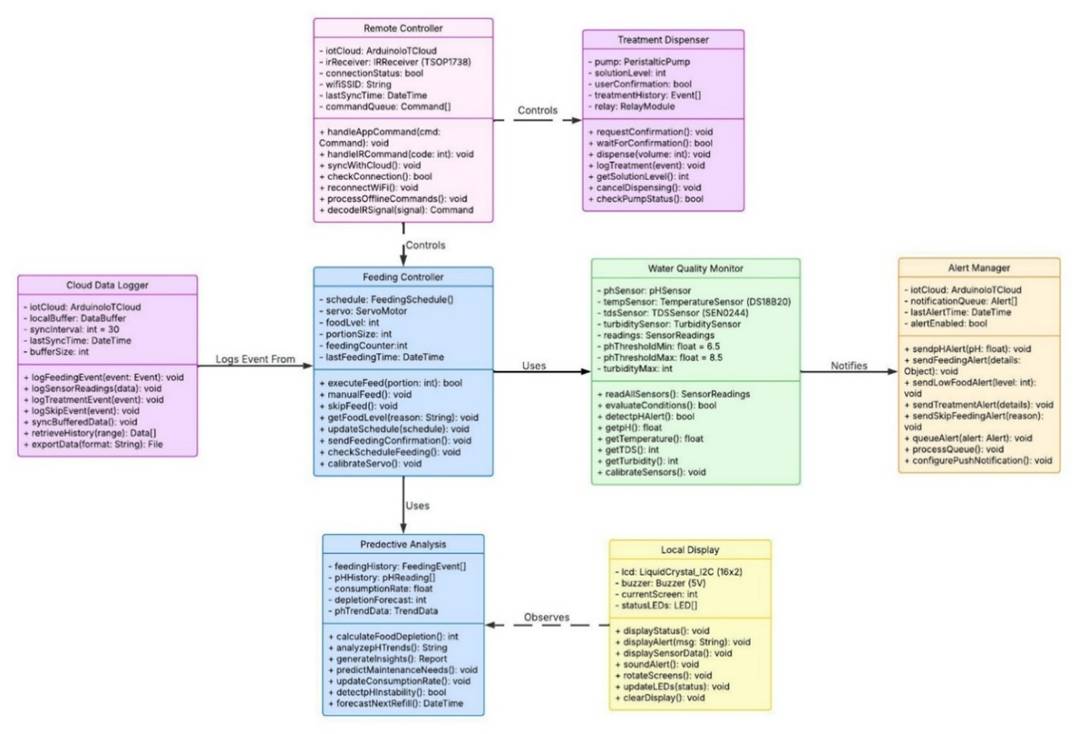 Remote Controller
- iotCloud: ArduinoIoTCloud
- irReceiver: IRReceiver (TSOP1738)
- connectionStatus: bool
- wifiSSID: String
- lastSyncTime: DateTime
- commandQueue: Command[]
+ handleAppCommand(cmd:
Command): void
+ handleIRCommand(code: int): void
+ syncWithCloud(): void
+ checkConnection(): bool
+ reconnectWiFi(): void
+ processOfflineCommands(): void
+ decodeIRSignal(signal): Command
Controls
Treatment Dispenser
- pump: PeristalticPump
- solutionLevel: int
- userConfirmation: bool
- treatmentHistory: Event[]
- relay: RelayModule
+ requestConfirmation(): void
+ waitForConfirmation(): bool
+ dispense(volume: int): void
+ logTreatment(event): void
+ getSolutionLevel(): int
+ cancelDispensing(): void
+ checkPumpStatus(): bool
Controls
Cloud Data Logger
- iotCloud: ArduinoIoTCloud
- localBuffer: DataBuffer
- syncInterval: int = 30
- lastSyncTime: DateTime
- bufferSize: int
+ logFeedingEvent(event: Event): void
+ logSensorReadings(data): void
+ logTreatmentEvent(event): void
+ logSkipEvent(event): void
+ syncBufferedData(): void
+ retrieveHistory(range): Data[]
+ exportData(format: String): File
Logs Event From
Feeding Controller
- schedule: FeedingSchedule()
- servo: ServoMotor
- foodLvel: int
- portionSize: int
- feedingCounter:int
- lastFeedingTime: DateTime
+ executeFeed(portion: int): bool
+ manualFeed(): void
+ skipFeed(): void
+ getFoodLevel(reason: String): void
+ updateSchedule(schedule): void
+ sendFeedingConfirmation(): void
+ checkScheduleFeeding(): void
+ calibrateServo(): void
Uses
Water Quality Monitor
- phSensor: pHSensor
- tempSensor: TemperatureSensor (DS18B20)
- tdsSensor: TDSSensor (SEN0244)
- turbiditySensor: TurbiditySensor
- readings: SensorReadings
- phThresholdMin: float = 6.5
- phThresholdMax: float = 8.5
- turbidityMax: int
+ readAllSensors(): SensorReadings
+ evaluateConditions(): bool
+ detectpHAlert(): bool
+ getpH(): float
+ getTemperature(): float
+ getTDS(): int
+ getTurbidity(): int
+ calibrateSensors(): void
Notifies
Alert Manager
- iotCloud: ArduinoIoTCloud
- notificationQueue: Alert[]
- lastAlertTime: DateTime
- alertEnabled: bool
+ sendpHAlert(pH: float): void
+ sendFeedingAlert(details:
Object): void
+ sendLowFoodAlert(level: int):
void
+ sendTreatmentAlert(details): void
+ sendSkipFeedingAlert(reason):
void
+ queueAlert(alert: Alert): void
+ processQueue(): void
+ configurePushNotification(): void
Uses
Predective Analysis
- feedingHistory: FeedingEvent[]
- pHHistory: pHReading[]
- consumptionRate: float
- depletionForecast: int
- phTrendData: TrendData
+ calculateFoodDepletion(): int
+ analyzepHTrends(): String
+ generateInsights(): Report
+ predictMaintenanceNeeds(): void
+ updateConsumptionRate(): void
+ detectpHInstability(): bool
+ forecastNextRefill(): DateTime
Observes
Local Display
- lcd: LiquidCrystal_I2C (16x2)
- buzzer: Buzzer (5V)
- currentScreen: int
- statusLEDs: LED[]
+ displayStatus(): void
+ displayAlert(msg: String): void
+ displaySensorData(): void
+ soundAlert(): void
+ rotateScreens(): void
+ updateLEDs(status): void
+ clearDisplay(): void